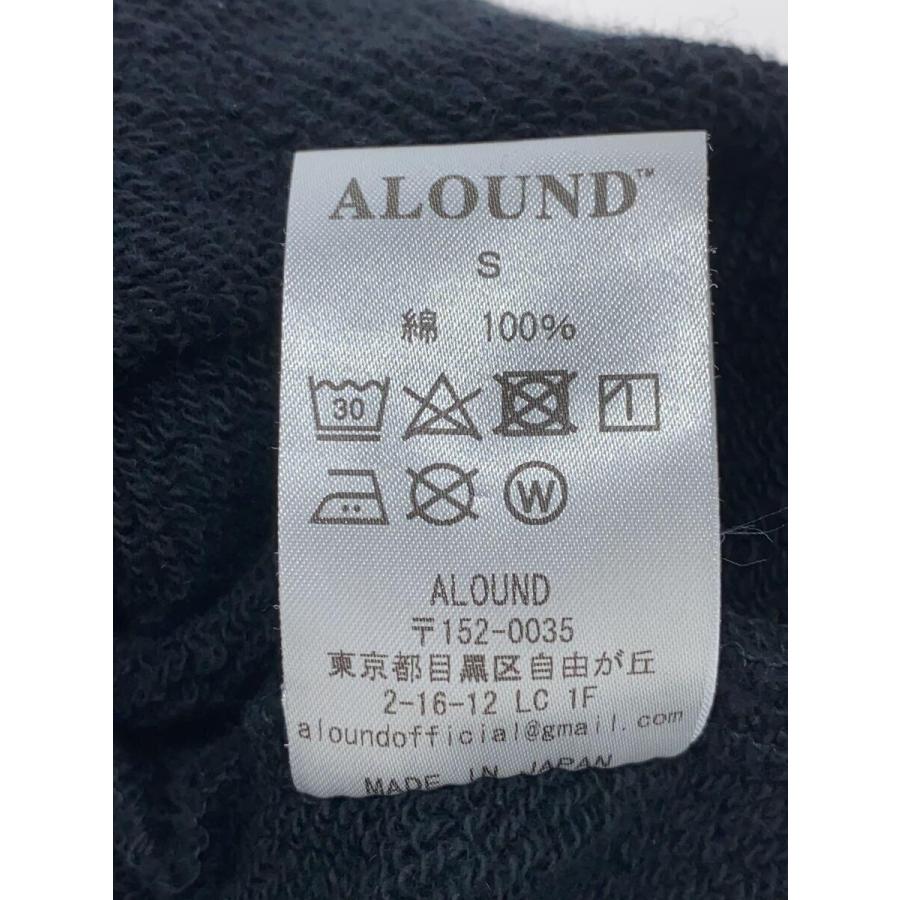 ALOUND™
S
綿 100%
30
W
ALOUND
〒152-0035
東京都目黒区自由が丘
2-16-12 LC 1F
aloundofficial@gmail.com
MADE IN JAPAN